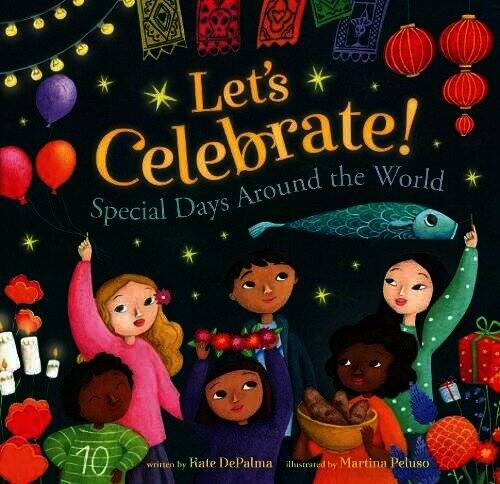 Let's
Celebrate!
Special Days Around the World
10
written by Kate DePalma illustrated by Martina Peluso